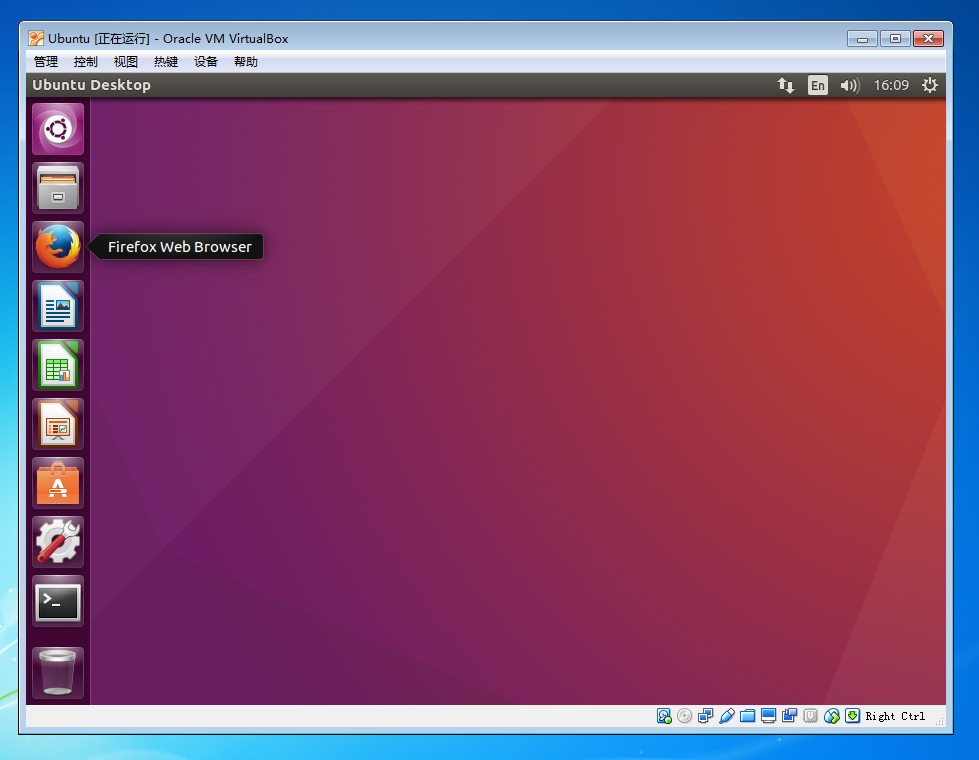 Ubuntu [正在运行] - Oracle VM VirtualBox
管理 控制 视图 热键 设备 帮助
Ubuntu Desktop En 16:09
Firefox Web Browser
A
>_
Right Ctrl